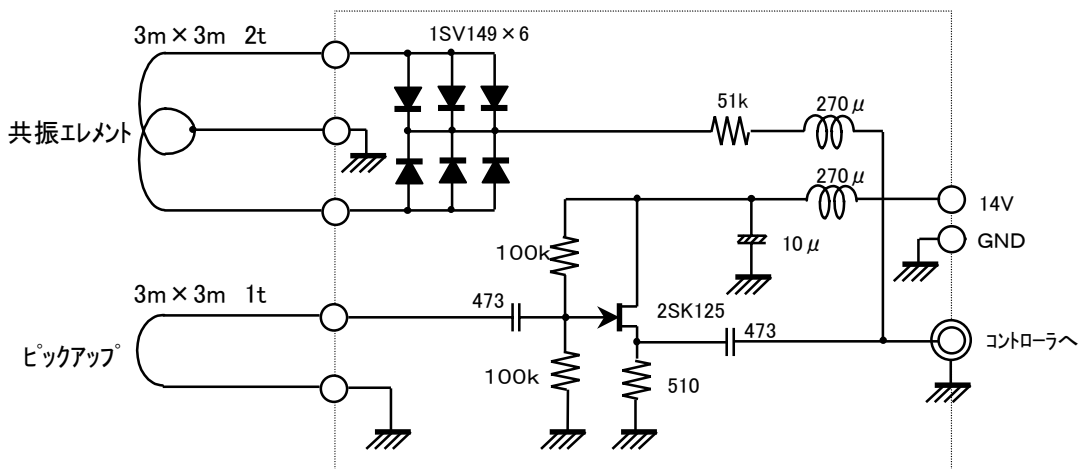 3m×3m 2t
1SV149×6
共振エレメント
51k
270μ
270μ
14V
GND
10μ
100k
3m×3m 1t
473
2SK125
473
コントローラへ
ピックアップ
100k
510